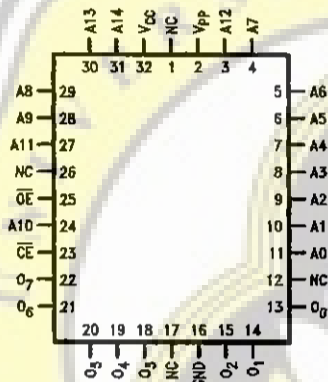 A13 A14 VCC NC VPP A12 A7
30 31 32 1 2 3 4
A8 29 5 A6
A9 28 6 A5
A11 27 7 A4
NC 26 8 A3
O̅E̅ 25 9 A2
A10 24 10 A1
C̅E̅ 23 11 A0
O7 22 12 NC
O6 21 13 O0
20 19 18 17 16 15 14
O5 O4 O3 NC GND O2 O1